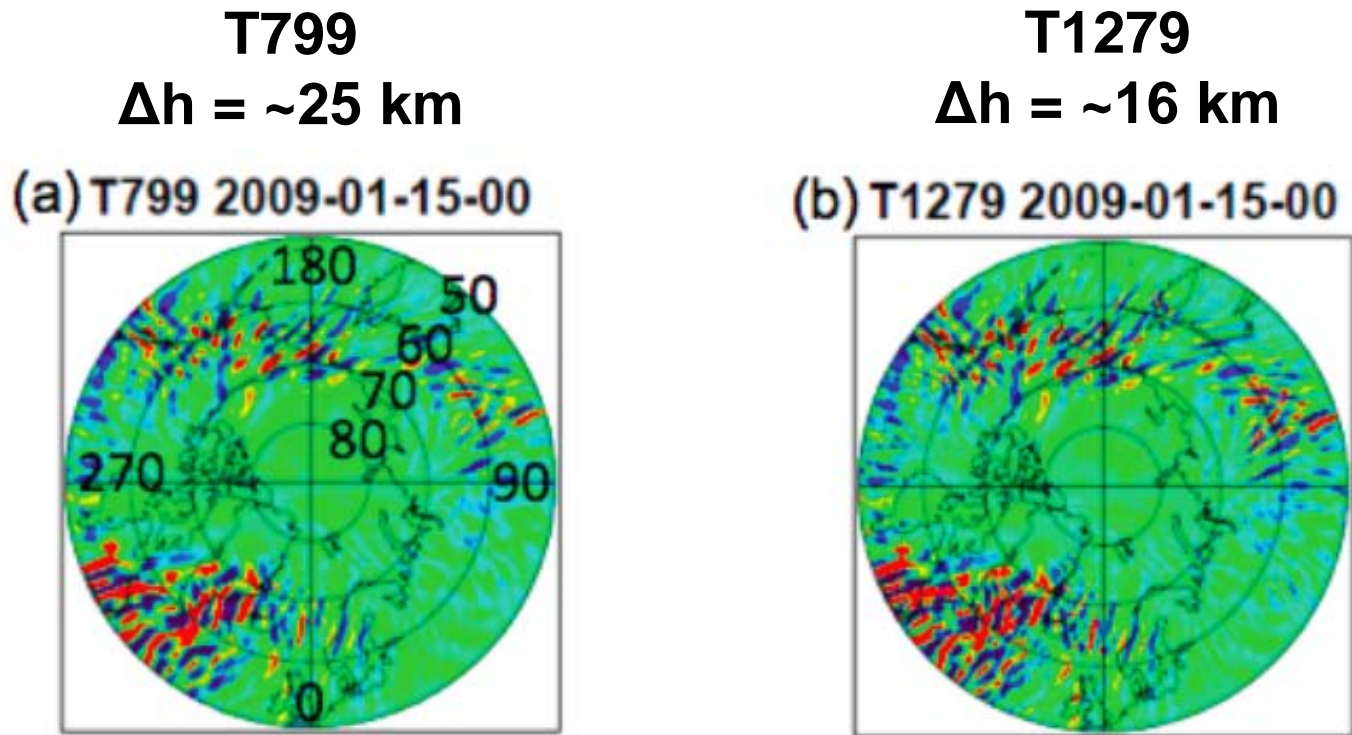 T799
Δh = ~25 km
T1279
Δh = ~16 km
(a) T799 2009-01-15-00
(b) T1279 2009-01-15-00
180
50
60
70
80
270
90
0